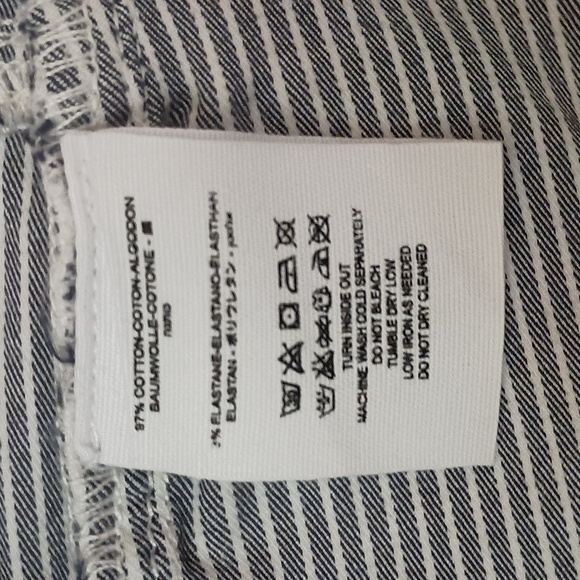 97% COTTON-COTON-ALGODON
BAUMWOLLE-COTONE - 綿
% ELASTANE-ELASTANO-ELASTHAN
ELASTAN - ポリウレタン -
TURN INSIDE OUT
MACHINE WASH COLD SEPARATELY
DO NOT BLEACH
TUMBLE DRY LOW
LOW IRON AS NEEDED
DO NOT DRY CLEANED